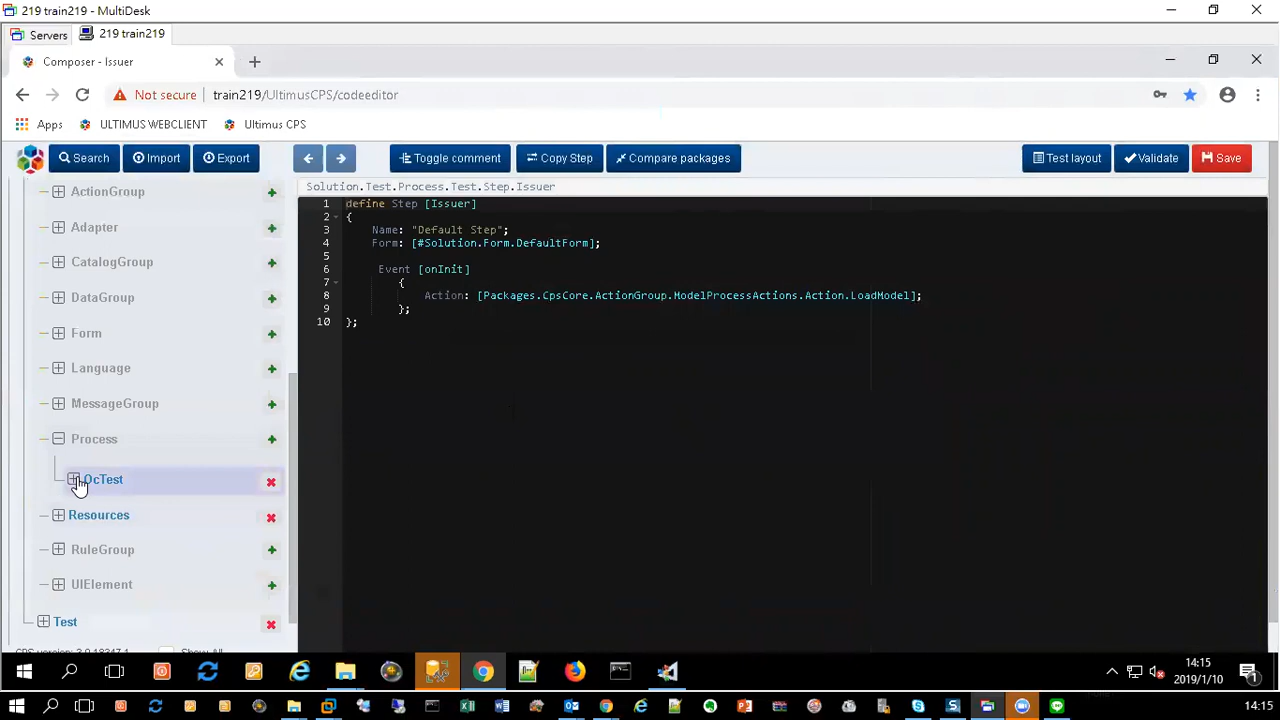 219 train219 - MultiDesk
Servers
219 train219
Composer - Issuer
Not secure train219/UltimusCPS/codeeditor
Apps ULTIMUS WEBCLIENT Ultimus CPS
Search Import Export Toggle comment Copy Step Compare packages Test layout Validate Save
Solution.Test.Process.Test.Step.Issuer
ActionGroup
Adapter
CatalogGroup
DataGroup
Form
Language
MessageGroup
Process
OcTest
Resources
RuleGroup
UIElement
Test
1 define Step [Issuer]
2 {
3 Name: "Default Step";
4 Form: [#Solution.Form.DefaultForm];
5
6 Event [onInit]
7 {
8 Action: [Packages.CpsCore.ActionGroup.ModelProcessActions.Action.LoadModel];
9 };
10 };
14:15
2019/1/10
14:15